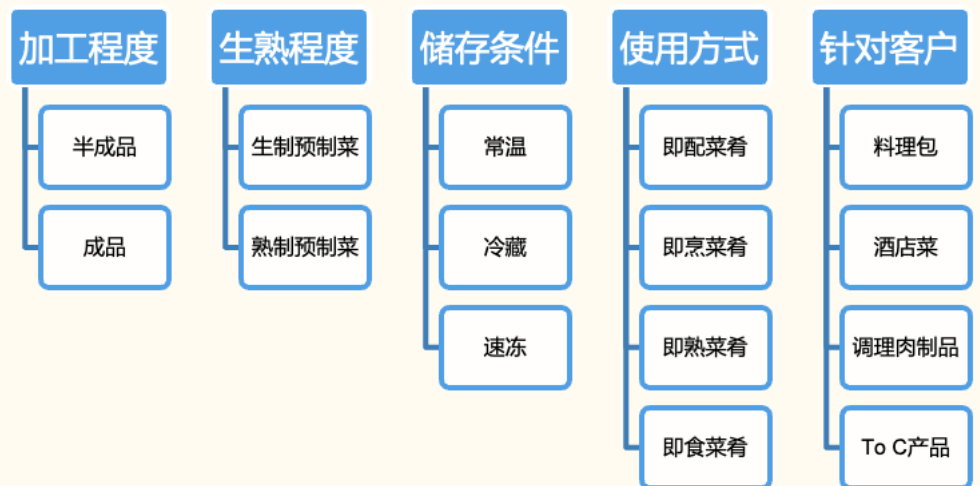 加工程度
半成品
成品
生熟程度
生制预制菜
熟制预制菜
储存条件
常温
冷藏
速冻
使用方式
即配菜肴
即烹菜肴
即熟菜肴
即食菜肴
针对客户
料理包
酒店菜
调理肉制品
To C产品